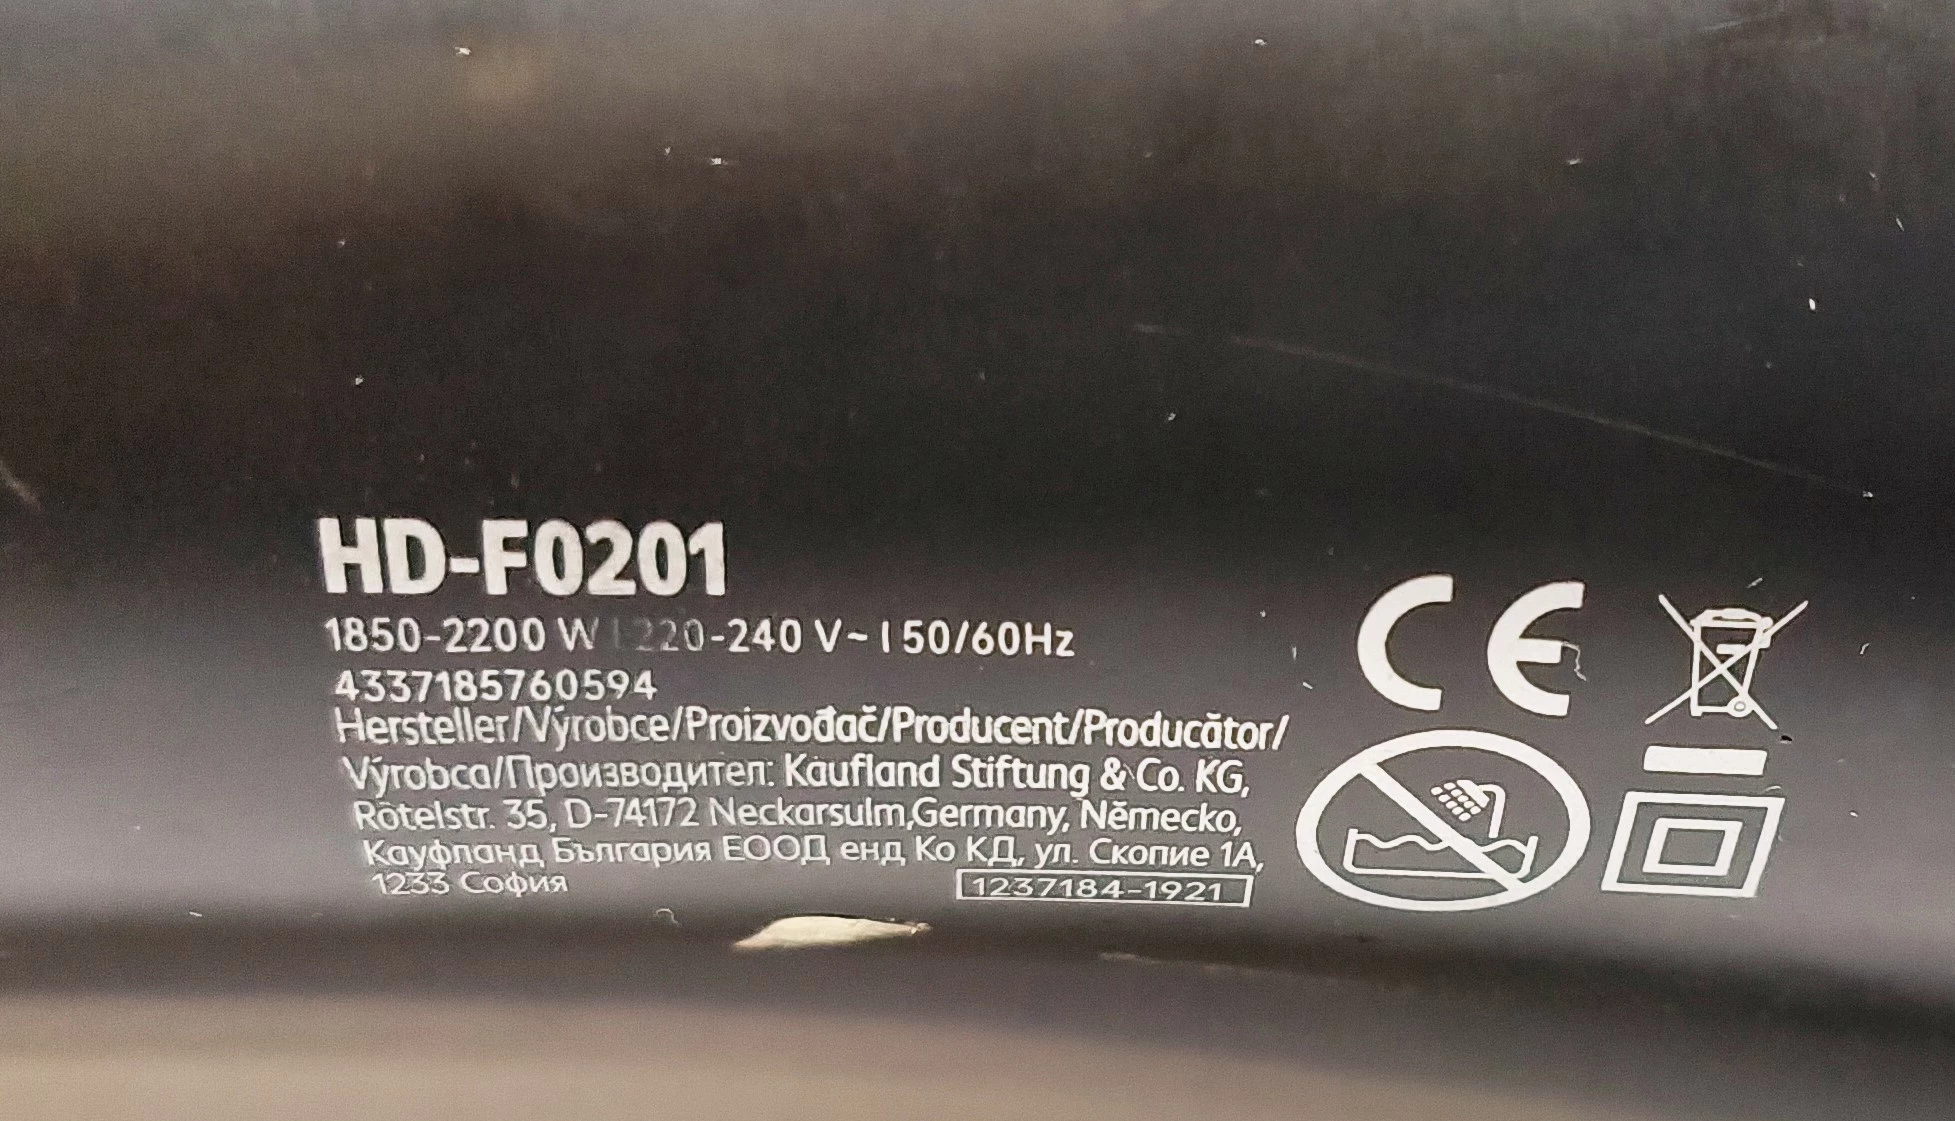 HD-F0201
1850-2200 W | 220-240 V~ | 50/60Hz
4337185760594
Hersteller/Výrobce/Proizvođač/Producent/Producător/
Výrobca/Производител: Kaufland Stiftung & Co. KG,
Rötelstr. 35, D-74172 Neckarsulm,Germany, Německo,
Кауфланд България ЕООД енд Ко КД, ул. Скопие 1А,
1233 София
1237184-1921
CE